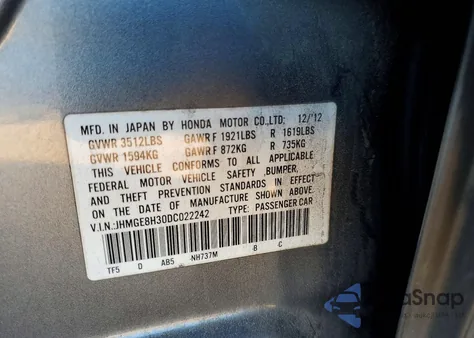 MFD. IN JAPAN BY HONDA MOTOR CO.,LTD. 12/'12
GVWR 3512LBS GAWR F 1921LBS R 1619LBS
GVWR 1594KG GAWR F 872KG R 735KG
THIS VEHICLE CONFORMS TO ALL APPLICABLE
FEDERAL MOTOR VEHICLE SAFETY ,BUMPER,
AND THEFT PREVENTION STANDARDS IN EFFECT
ON THE DATE OF MANUFACTURE SHOWN ABOVE.
V.I.N.:JHMGE8H30DC022242 TYPE: PASSENGER CAR
TF5 D AB5 NH737M B C